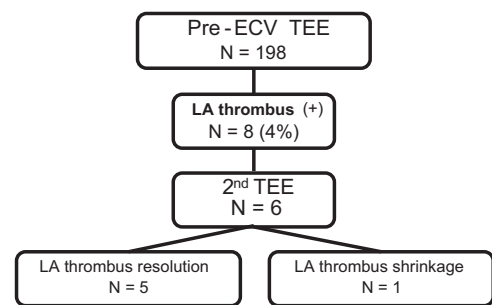 Pre-ECV TEE
N = 198
LA thrombus (+)
N = 8 (4%)
2nd TEE
N = 6
LA thrombus resolution
N = 5
LA thrombus shrinkage
N = 1